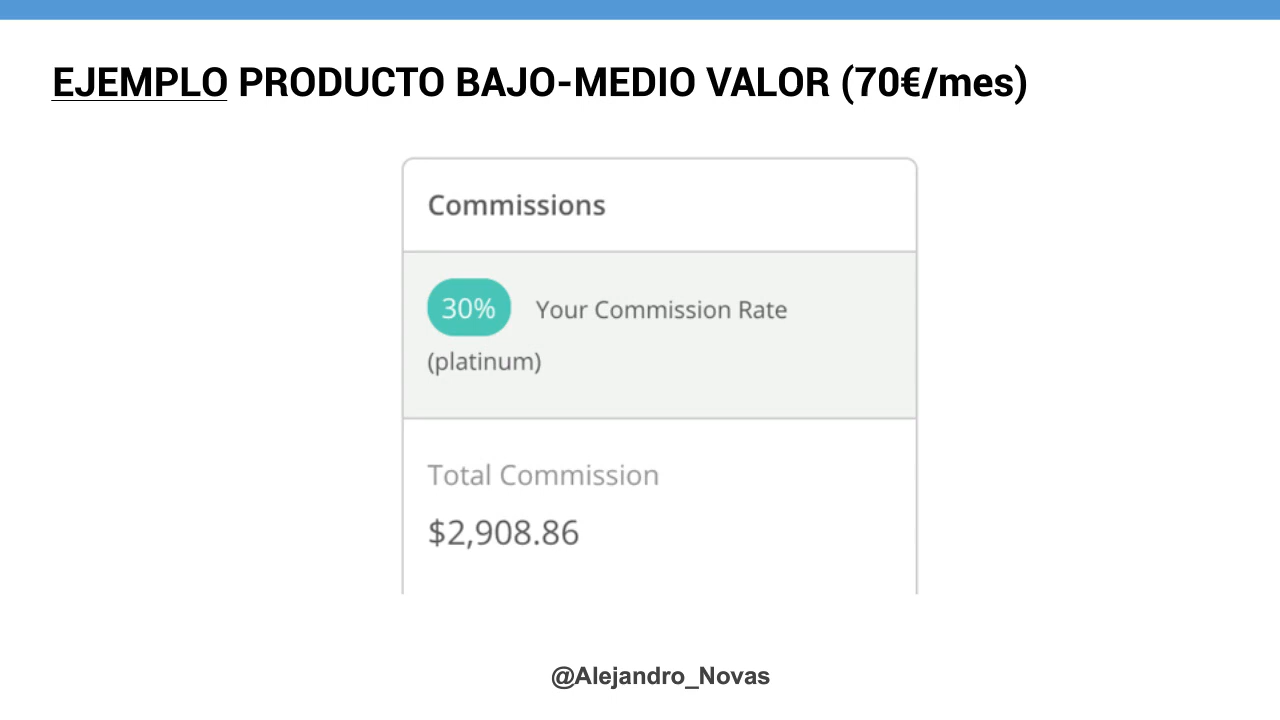 EJEMPLO PRODUCTO BAJO-MEDIO VALOR (70€/mes)
Commissions
30% Your Commission Rate
(platinum)
Total Commission
$2,908.86
@Alejandro_Novas